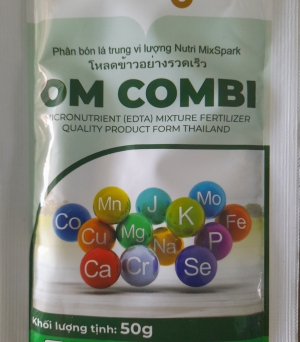 Phân bón lá trung vi lượng Nutri MixSpark
โหลดข้าวอย่างรวดเร็ว
OM COMBI
MICRONUTRIENT (EDTA) MIXTURE FERTILIZER
QUALITY PRODUCT FORM THAILAND
Mn J Mo
Co K Fe
Cu Mg Na P
Ca Cr Se
Khối lượng tịnh: 50g